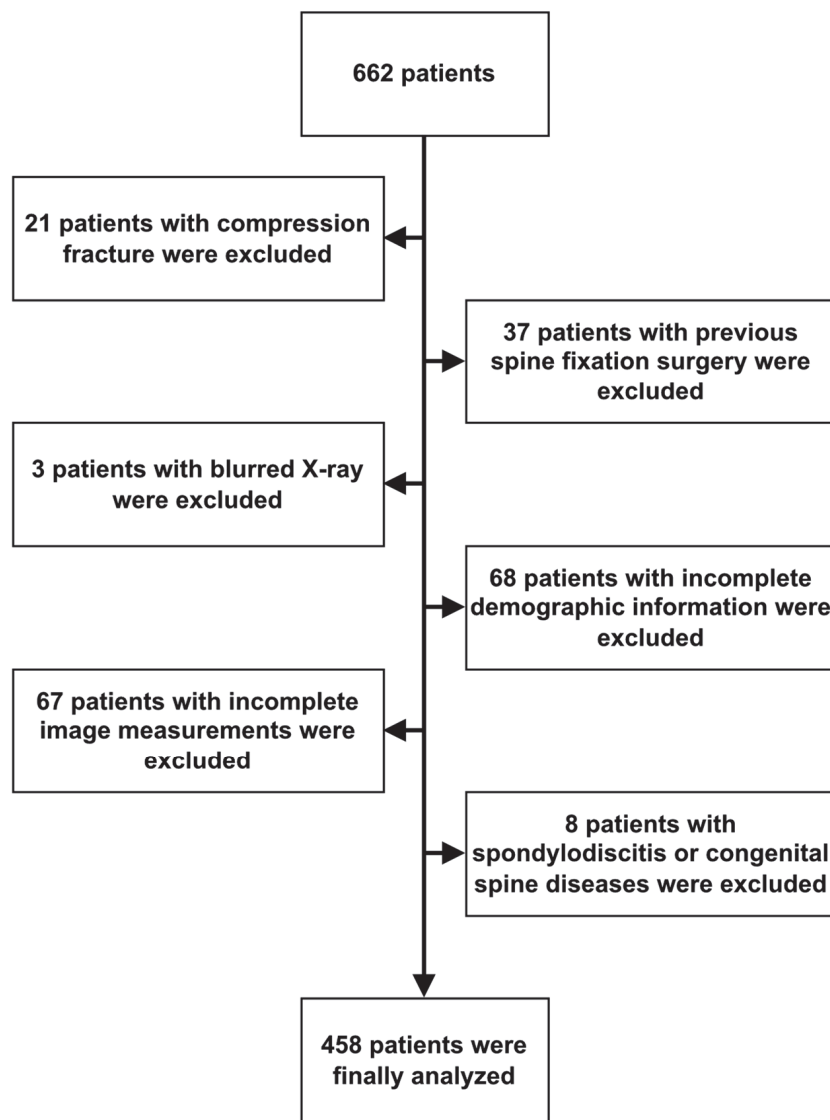 662 patients
21 patients with compression
fracture were excluded
37 patients with previous
spine fixation surgery were
excluded
3 patients with blurred X-ray
were excluded
68 patients with incomplete
demographic information were
excluded
67 patients with incomplete
image measurements were
excluded
8 patients with
spondylodiscitis or congenital
spine diseases were excluded
458 patients were
finally analyzed